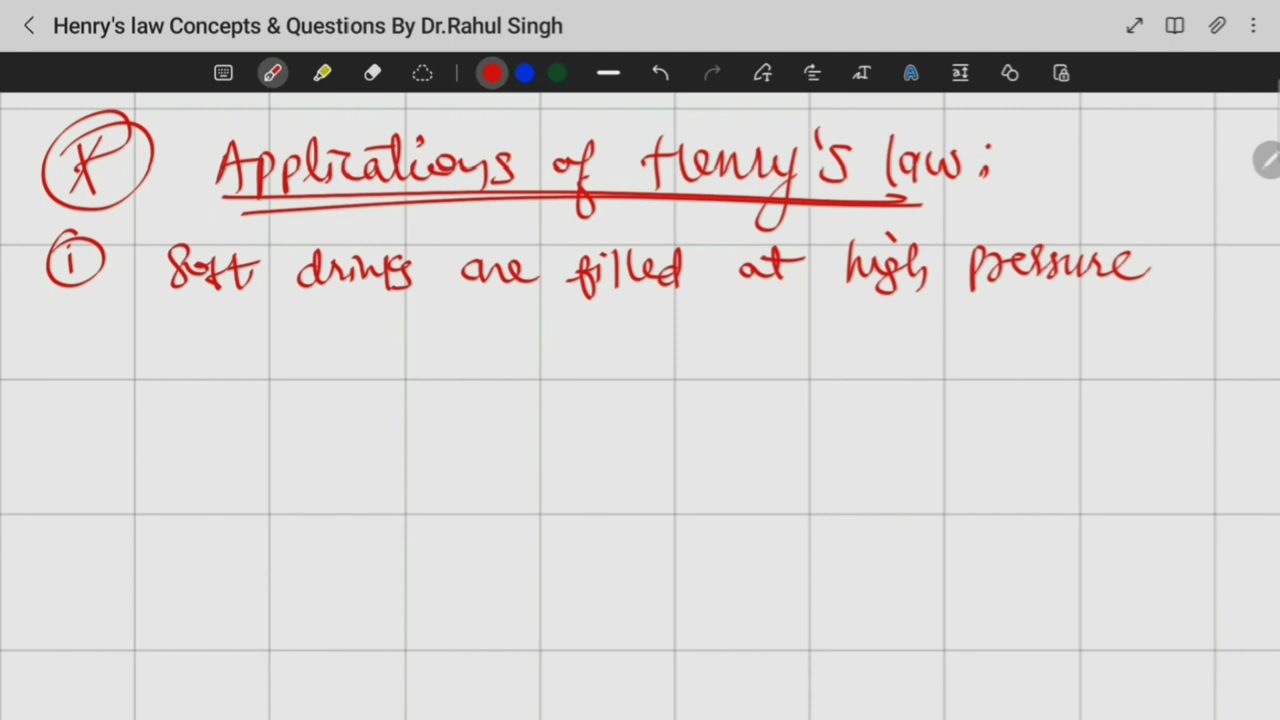 Henry's law Concepts & Questions By Dr.Rahul Singh
Applications of Henry's law:
i Soft drinks are filled at high pressure